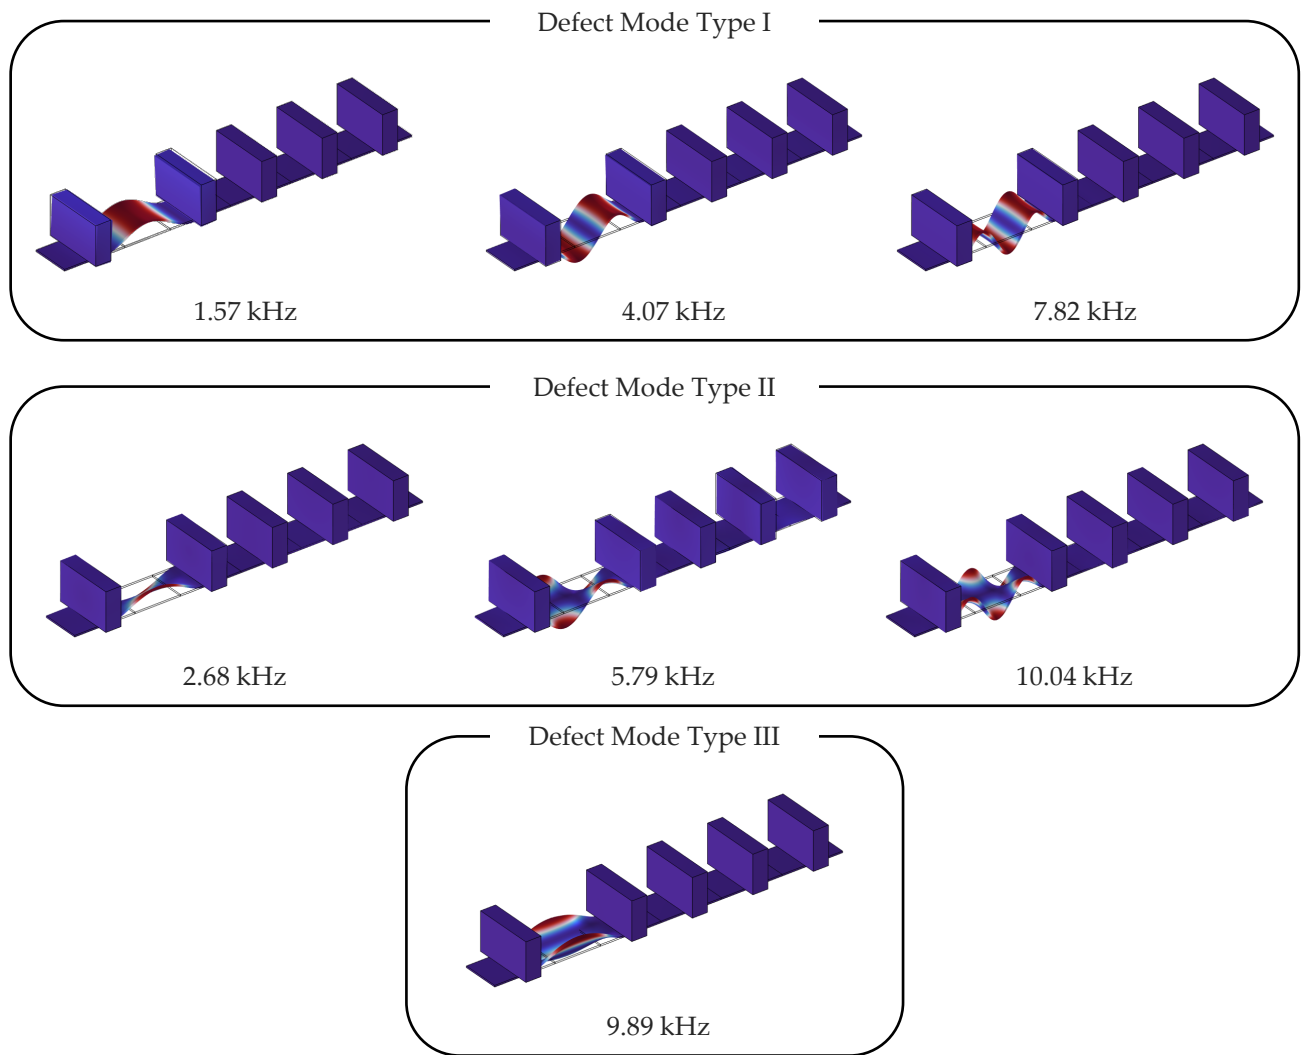 Defect Mode Type I
1.57 kHz
4.07 kHz
7.82 kHz
Defect Mode Type II
2.68 kHz
5.79 kHz
10.04 kHz
Defect Mode Type III
9.89 kHz